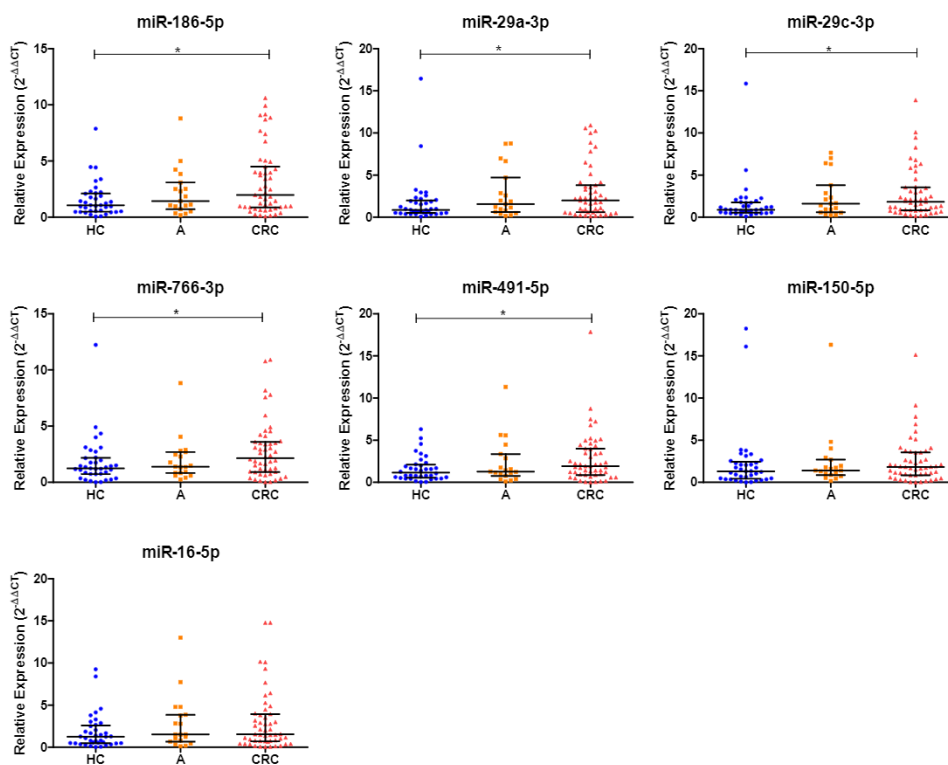 miR-186-5p
Relative Expression (2^-ΔΔCT)
15
10
5
0
*
HC A CRC
miR-29a-3p
Relative Expression (2^-ΔΔCT)
20
15
10
5
0
*
HC A CRC
miR-29c-3p
Relative Expression (2^-ΔΔCT)
20
15
10
5
0
*
HC A CRC
miR-766-3p
Relative Expression (2^-ΔΔCT)
15
10
5
0
*
HC A CRC
miR-491-5p
Relative Expression (2^-ΔΔCT)
20
15
10
5
0
*
HC A CRC
miR-150-5p
Relative Expression (2^-ΔΔCT)
20
15
10
5
0
HC A CRC
miR-16-5p
Relative Expression (2^-ΔΔCT)
20
15
10
5
0
HC A CRC